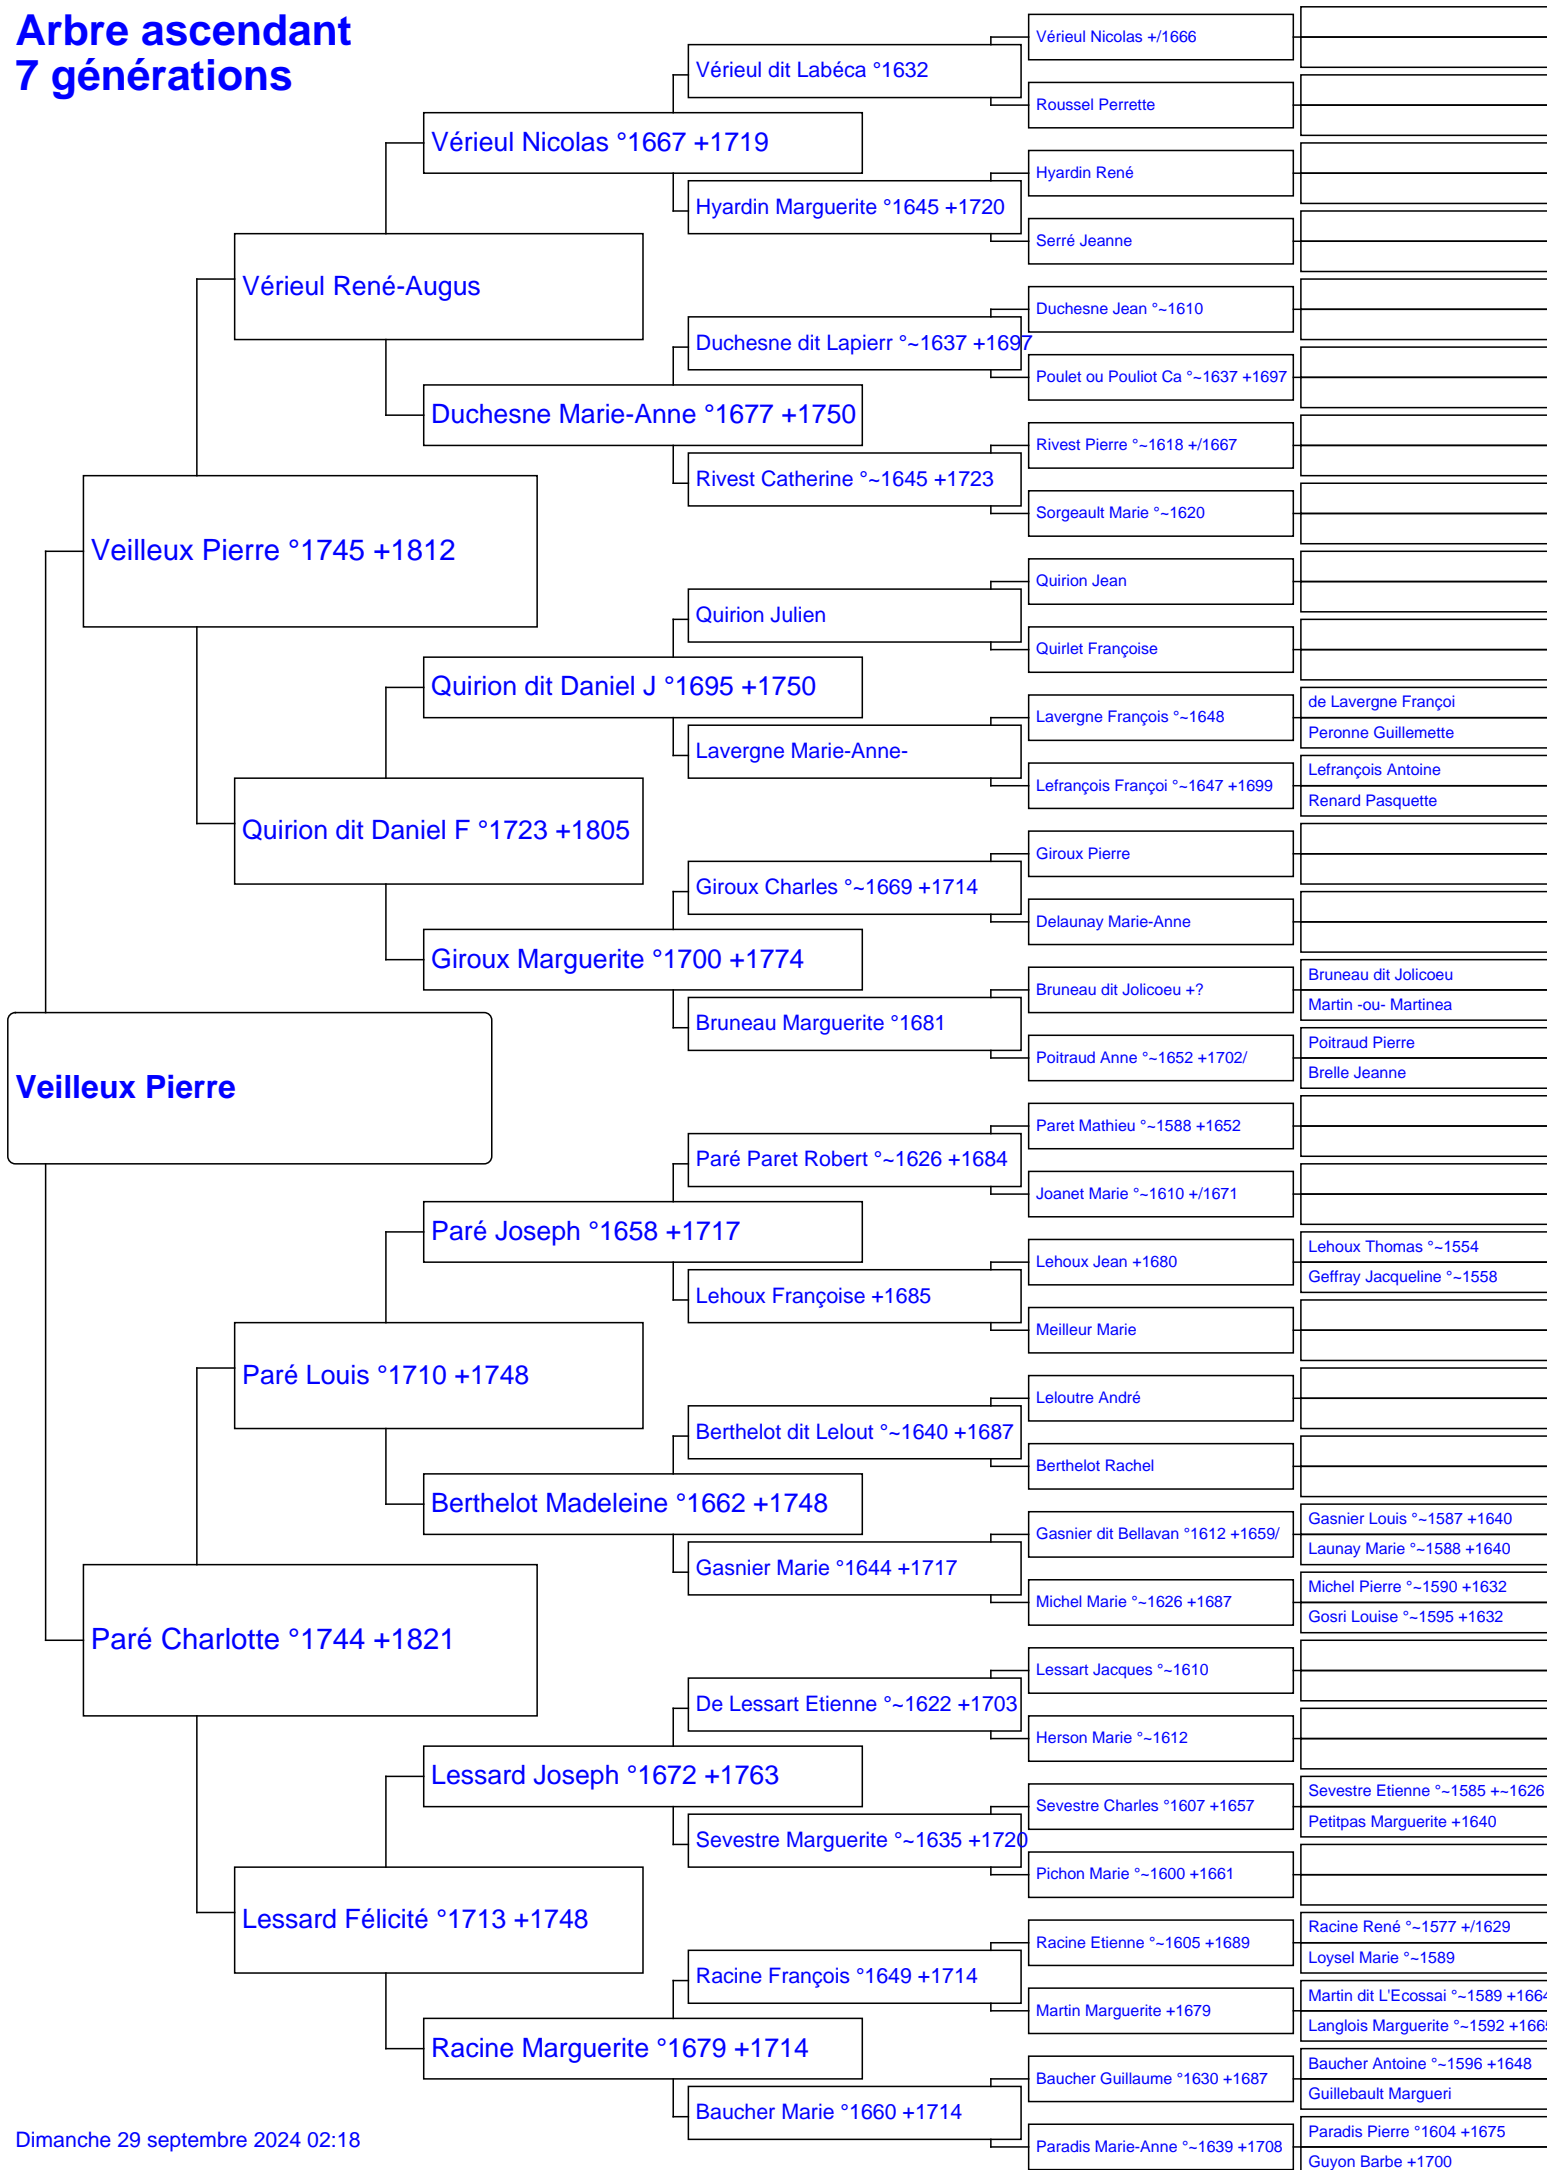 Arbre ascendant
7 générations
Veilleux Pierre
Veilleux Pierre °1745 +1812
Paré Charlotte °1744 +1821
Vérieul René-Augus
Quirion dit Daniel F °1723 +1805
Paré Louis °1710 +1748
Lessard Félicité °1713 +1748
Vérieul Nicolas °1667 +1719
Duchesne Marie-Anne °1677 +1750
Quirion dit Daniel J °1695 +1750
Giroux Marguerite °1700 +1774
Paré Joseph °1658 +1717
Berthelot Madeleine °1662 +1748
Lessard Joseph °1672 +1763
Racine Marguerite °1679 +1714
Vérieul dit Labéca °1632
Hyardin Marguerite °1645 +1720
Duchesne dit Lapierr °~1637 +1697
Rivest Catherine °~1645 +1723
Quirion Julien
Lavergne Marie-Anne-
Giroux Charles °~1669 +1714
Bruneau Marguerite °1681
Paré Paret Robert °~1626 +1684
Lehoux Françoise +1685
Berthelot dit Lelout °~1640 +1687
Gasnier Marie °1644 +1717
De Lessart Etienne °~1622 +1703
Sevestre Marguerite °~1635 +1720
Racine François °1649 +1714
Baucher Marie °1660 +1714
Vérieul Nicolas +/1666
Roussel Perrette
Hyardin René
Serré Jeanne
Duchesne Jean °~1610
Poulet ou Pouliot Ca °~1637 +1697
Rivest Pierre °~1618 +/1667
Sorgeault Marie °~1620
Quirion Jean
Quirlet Françoise
Lavergne François °~1648
Lefrançois Françoi °~1647 +1699
Giroux Pierre
Delaunay Marie-Anne
Bruneau dit Jolicoeu +?
Poitraud Anne °~1652 +1702/
Paret Mathieu °~1588 +1652
Joanet Marie °~1610 +/1671
Lehoux Jean +1680
Meilleur Marie
Leloutre André
Berthelot Rachel
Gasnier dit Bellavan °1612 +1659/
Michel Marie °~1626 +1687
Lessart Jacques °~1610
Herson Marie °~1612
Sevestre Charles °1607 +1657
Pichon Marie °~1600 +1661
Racine Etienne °~1605 +1689
Martin Marguerite +1679
Baucher Guillaume °1630 +1687
Paradis Marie-Anne °~1639 +1708
de Lavergne Françoi
Peronne Guillemette
Lefrançois Antoine
Renard Pasquette
Bruneau dit Jolicoeu
Martin -ou- Martinea
Poitraud Pierre
Brelle Jeanne
Lehoux Thomas °~1554
Geffray Jacqueline °~1558
Gasnier Louis °~1587 +1640
Launay Marie °~1588 +1640
Michel Pierre °~1590 +1632
Gosri Louise °~1595 +1632
Sevestre Etienne °~1585 +~1626
Petitpas Marguerite +1640
Racine René °~1577 +/1629
Loysel Marie °~1589
Martin dit L'Ecossai °~1589 +1664
Langlois Marguerite °~1592 +1665
Baucher Antoine °~1596 +1648
Guillebault Margueri
Paradis Pierre °1604 +1675
Guyon Barbe +1700
Dimanche 29 septembre 2024 02:18